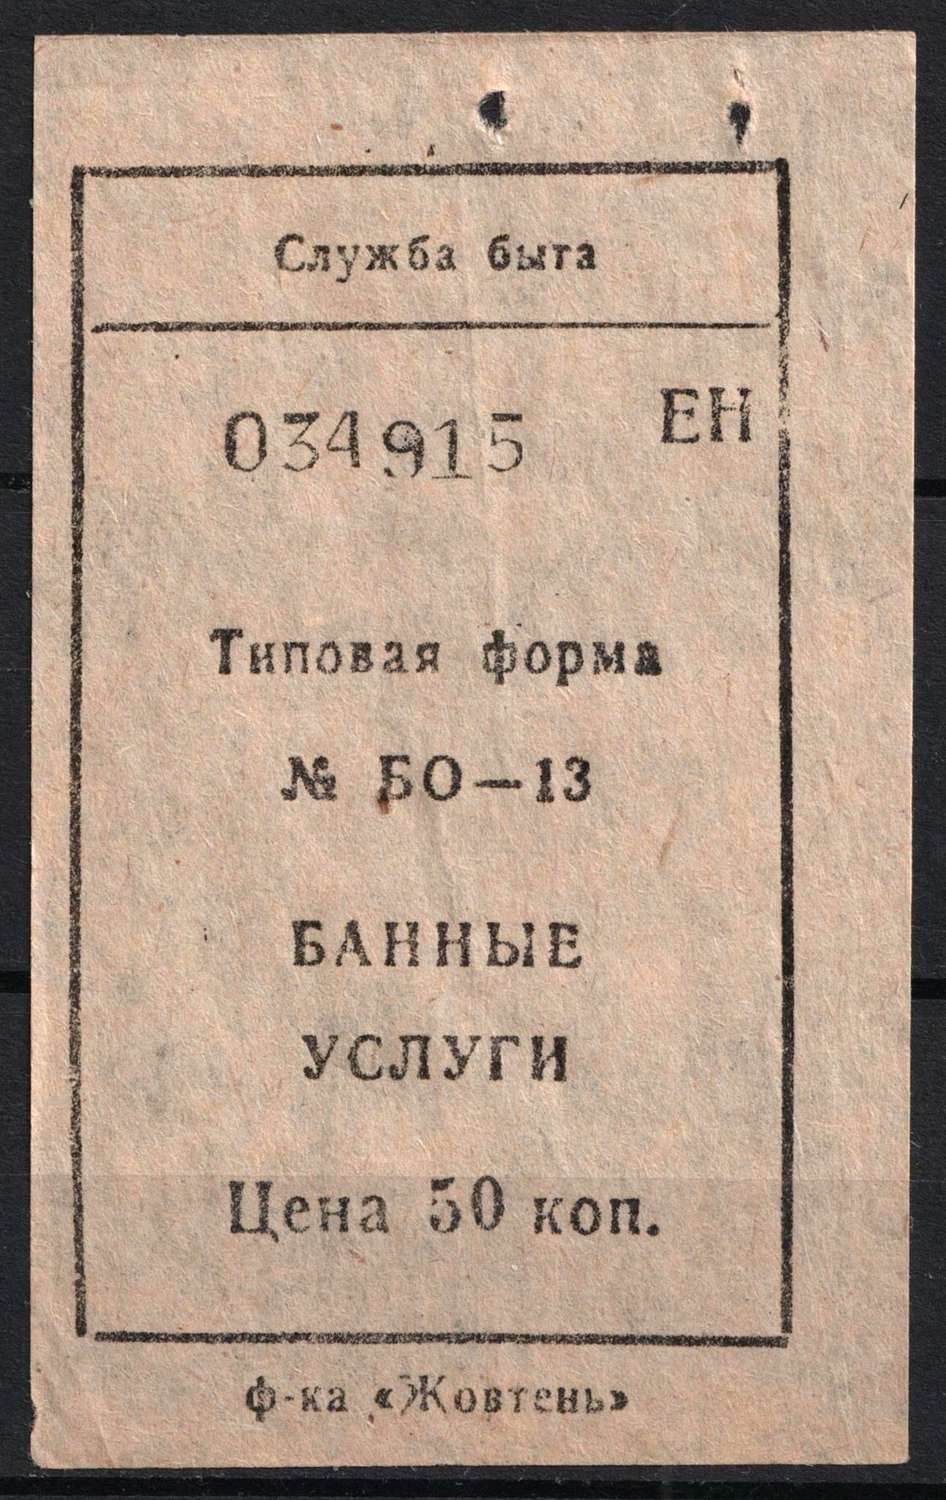 Служба быта
034915 ЕН
Типовая форма
№ БО—13
БАННЫЕ
УСЛУГИ
Цена 50 коп.
ф-ка «Жовтень»